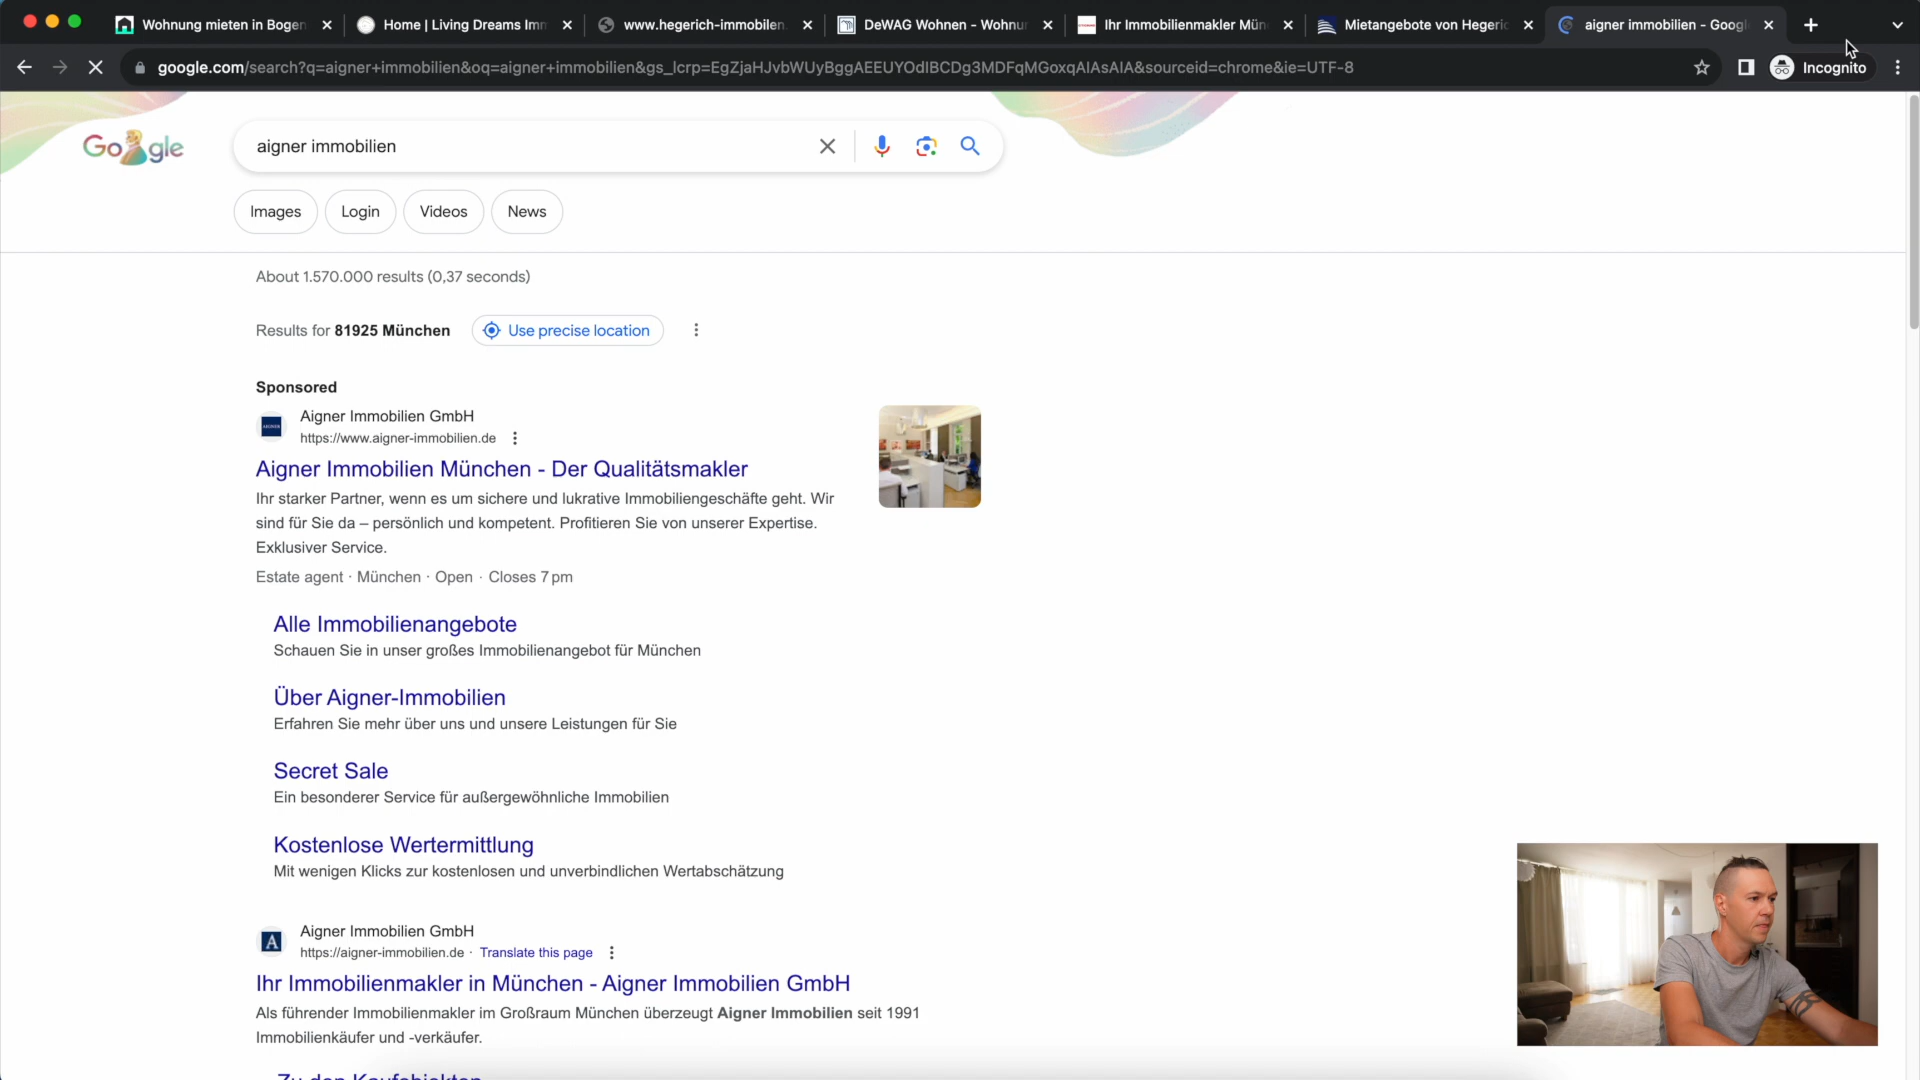 Wohnung mieten in Bogen
Home | Living Dreams Imm
www.hegerich-immobilien.
DeWAG Wohnen - Wohnun
Ihr Immobilienmakler Mün
Mietangebote von Hegeric
aigner immobilien - Googl
google.com/search?q=aigner+immobilien&oq=aigner+immobilien&gs_lcrp=EgZjaHJvbWUyBggAEEUYOdIBCDg3MDFqMGoxqAIAsAIA&sourceid=chrome&ie=UTF-8
Incognito
Google
aigner immobilien
Images
Login
Videos
News
About 1.570.000 results (0,37 seconds)
Results for 81925 München
Use precise location
Sponsored
Aigner Immobilien GmbH
https://www.aigner-immobilien.de
Aigner Immobilien München - Der Qualitätsmakler
Ihr starker Partner, wenn es um sichere und lukrative Immobiliengeschäfte geht. Wir
sind für Sie da – persönlich und kompetent. Profitieren Sie von unserer Expertise.
Exklusiver Service.
Estate agent · München · Open · Closes 7 pm
Alle Immobilienangebote
Schauen Sie in unser großes Immobilienangebot für München
Über Aigner-Immobilien
Erfahren Sie mehr über uns und unsere Leistungen für Sie
Secret Sale
Ein besonderer Service für außergewöhnliche Immobilien
Kostenlose Wertermittlung
Mit wenigen Klicks zur kostenlosen und unverbindlichen Wertabschätzung
A
Aigner Immobilien GmbH
https://aigner-immobilien.de · Translate this page
Ihr Immobilienmakler in München - Aigner Immobilien GmbH
Als führender Immobilienmakler im Großraum München überzeugt Aigner Immobilien seit 1991
Immobilienkäufer und -verkäufer.
Zu den Kaufobjekten